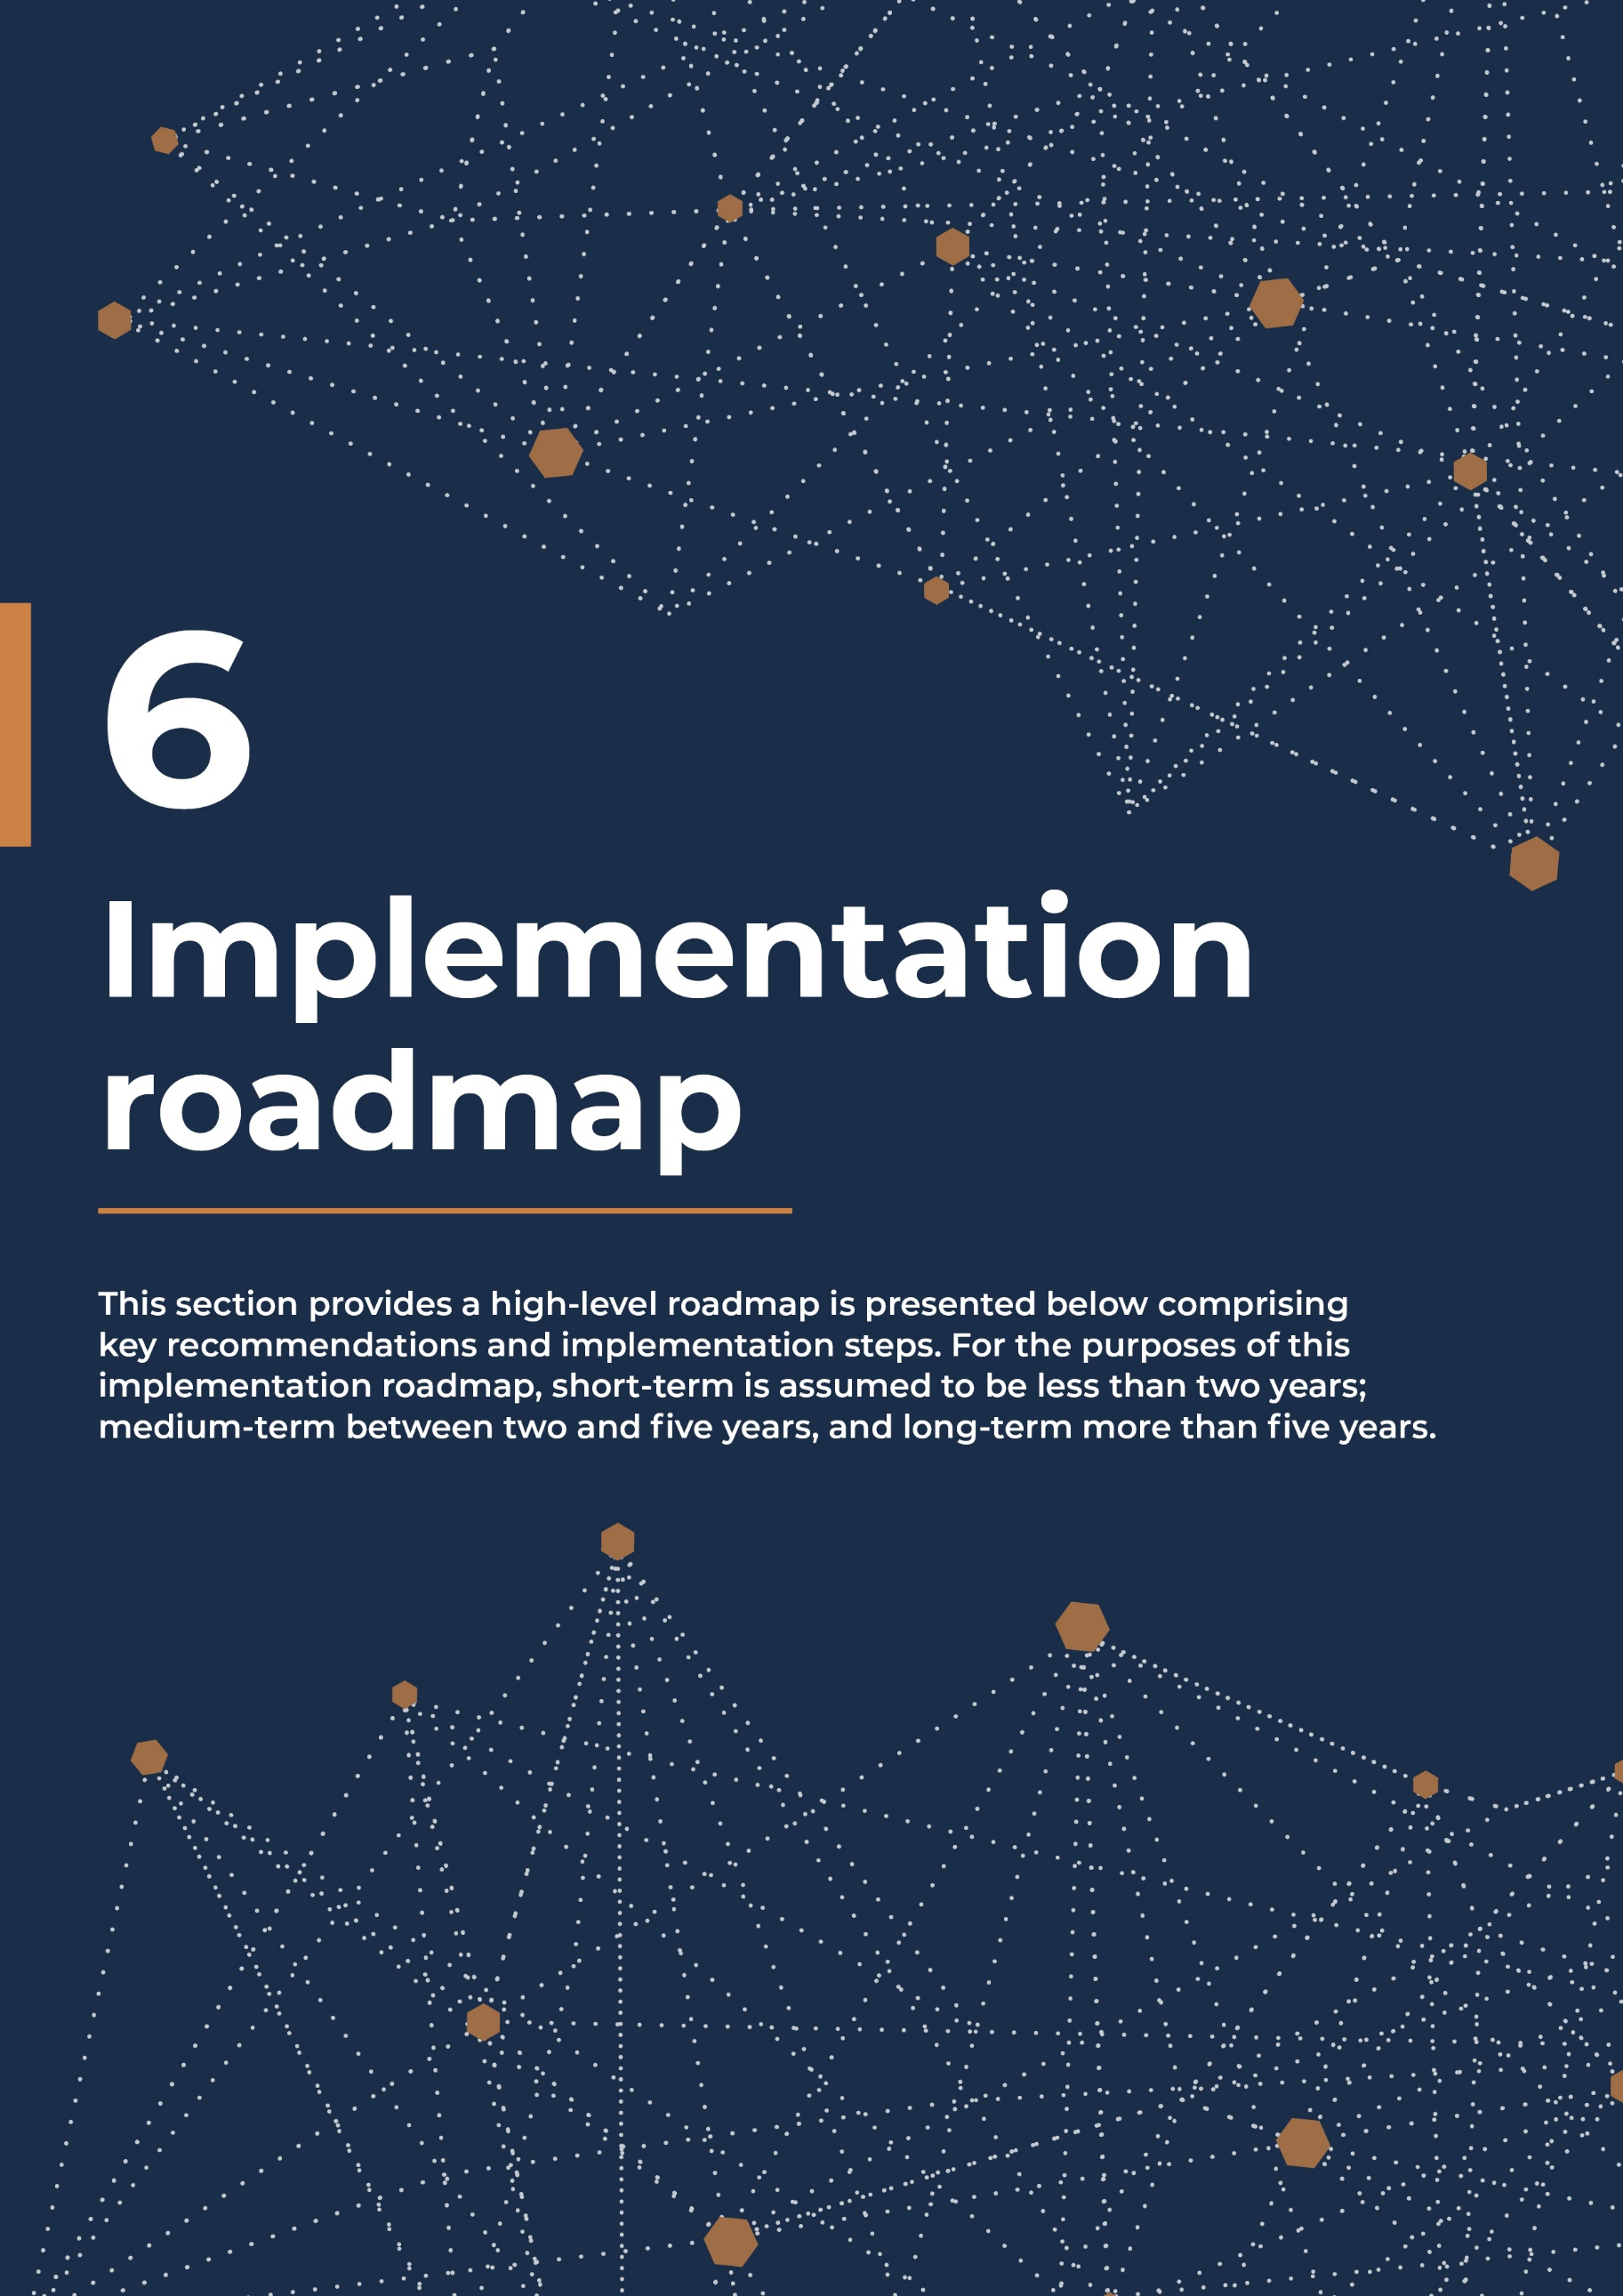 6
Implementation
roadmap
This section provides a high-level roadmap is presented below comprising
key recommendations and implementation steps. For the purposes of this
implementation roadmap, short-term is assumed to be less than two years;
medium-term between two and five years, and long-term more than five years.